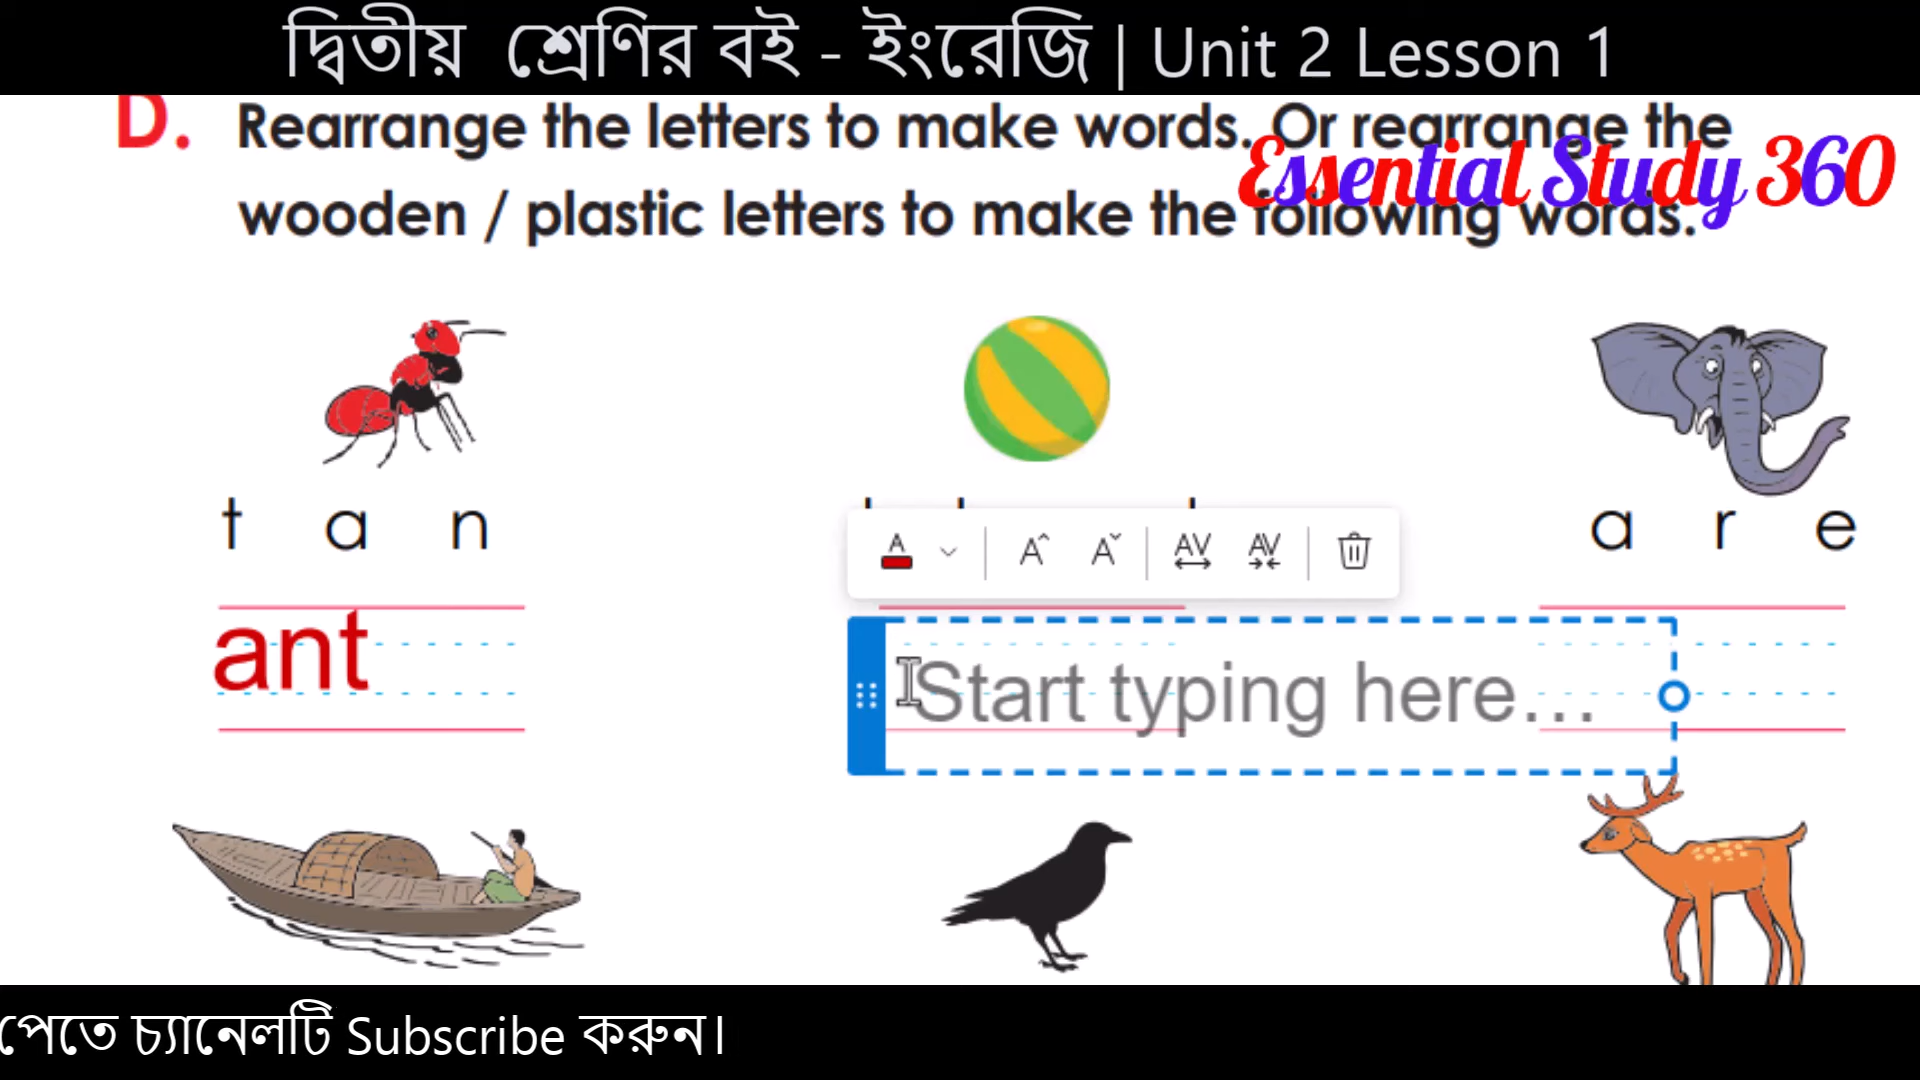 দ্বিতীয় শ্রেণির বই - ইংরেজি | Unit 2 Lesson 1
D. Rearrange the letters to make words. Or rearrange the
Essential Study 360
wooden / plastic letters to make the following words.
t a n
a r e
ant
Start typing here...
পেতে চ্যানেলটি Subscribe করুন।